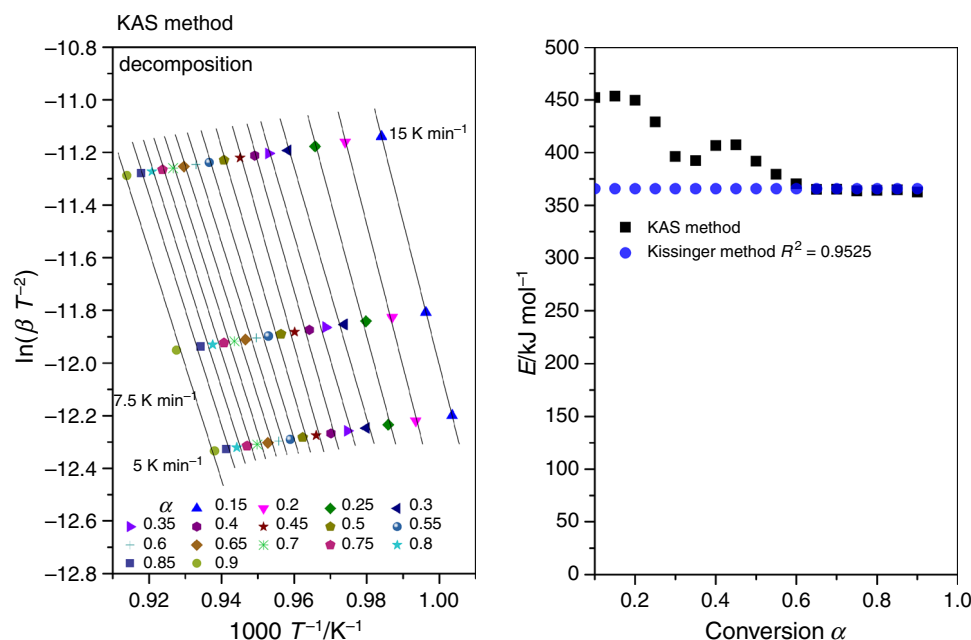 KAS method
decomposition
−10.8
−11.0
−11.2
−11.4
−11.6
−11.8
−12.0
−12.2
−12.4
−12.6
−12.8
ln(β T⁻²)
15 K min⁻¹
7.5 K min⁻¹
5 K min⁻¹
α 0.15 0.2 0.25 0.3
0.35 0.4 0.45 0.5 0.55
0.6 0.65 0.7 0.75 0.8
0.85 0.9
0.92 0.94 0.96 0.98 1.00
1000 T⁻¹/K⁻¹
500
450
400
350
300
250
200
150
100
50
0
E/kJ mol⁻¹
KAS method
Kissinger method R² = 0.9525
0.2 0.4 0.6 0.8 1.0
Conversion α